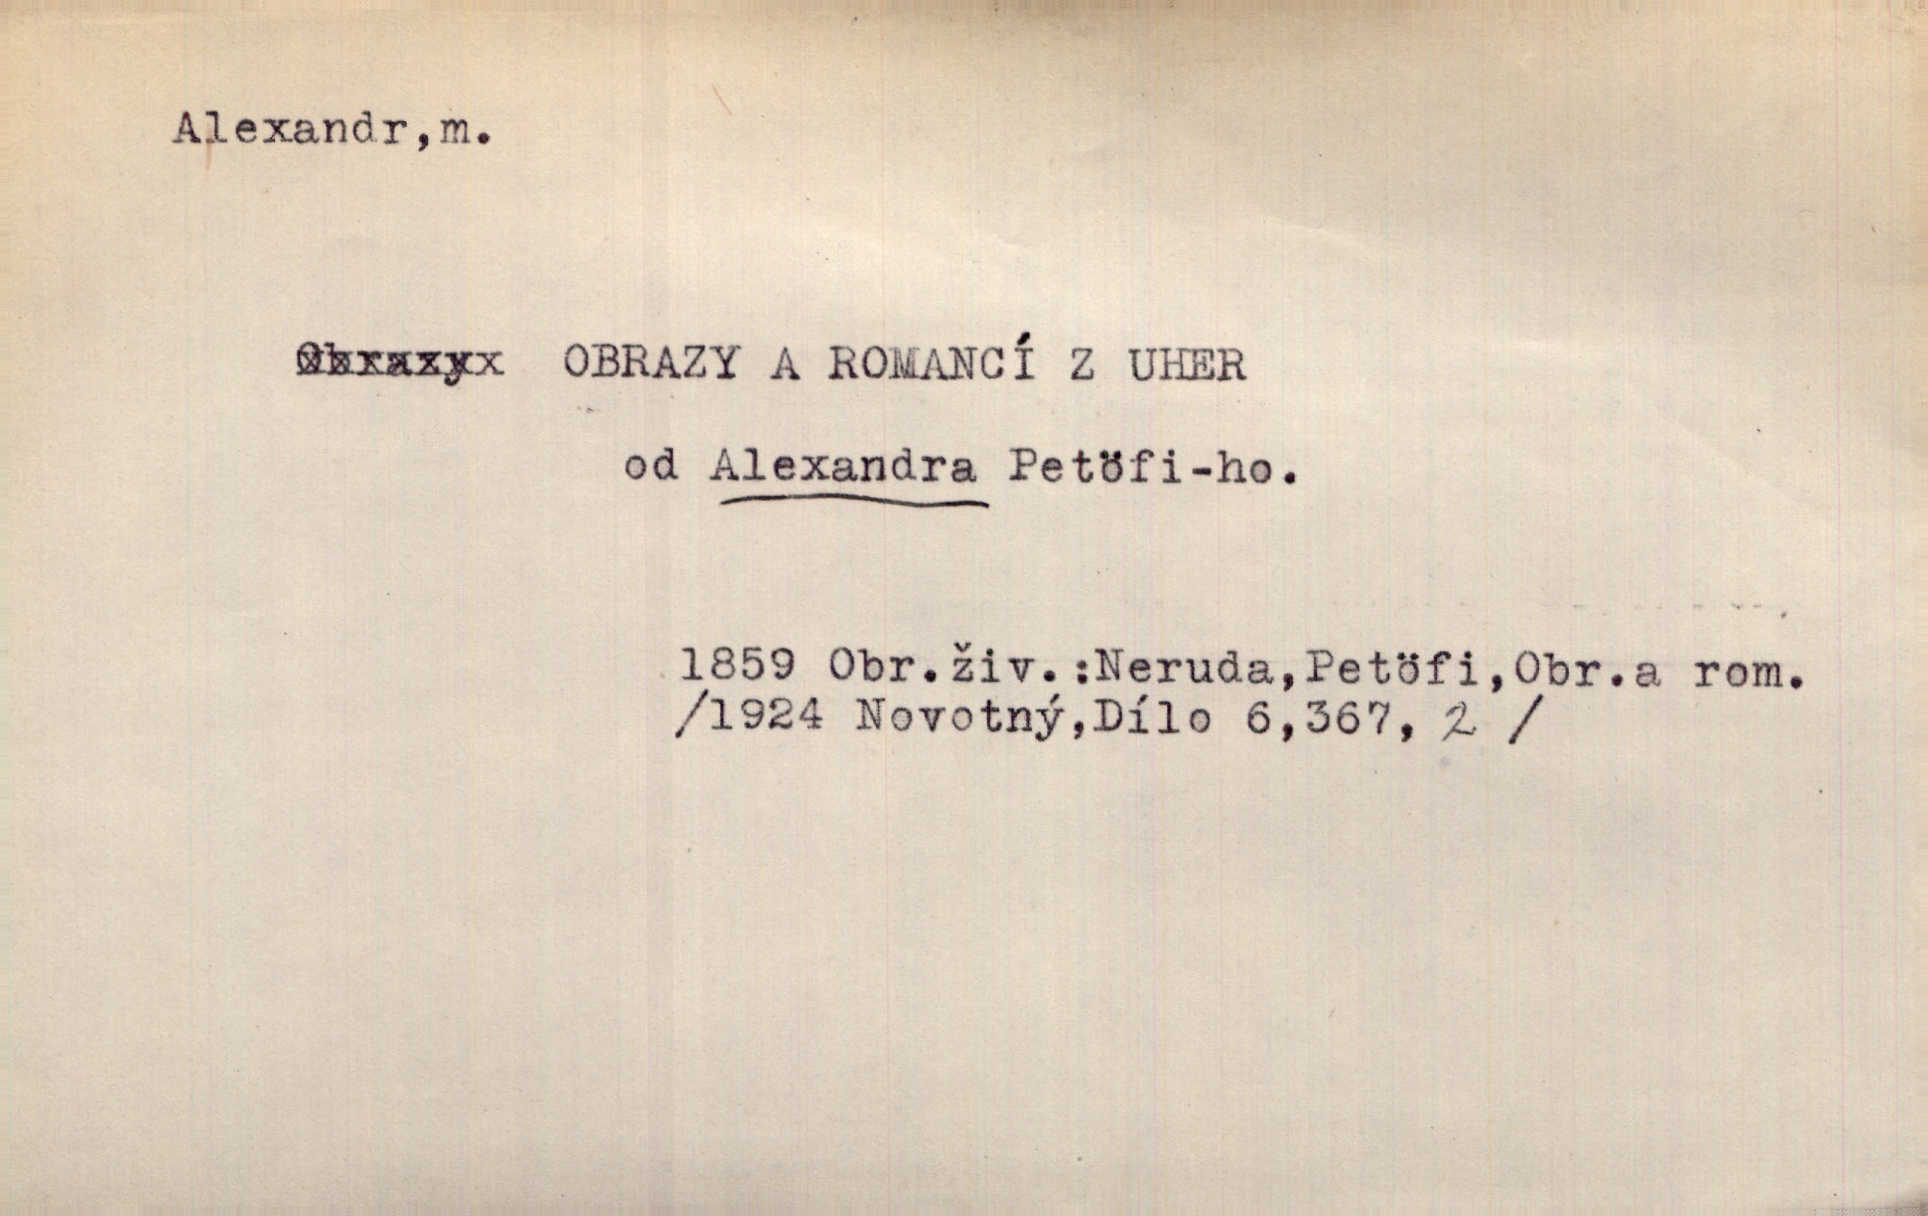 Alexandr,m.
Obrazy OBRAZY A ROMANCÍ Z UHER
od Alexandra Petöfi-ho.
1859 Obr.živ.:Neruda,Petöfi,Obr.a rom.
/1924 Novotný,Dílo 6,367, 2 /